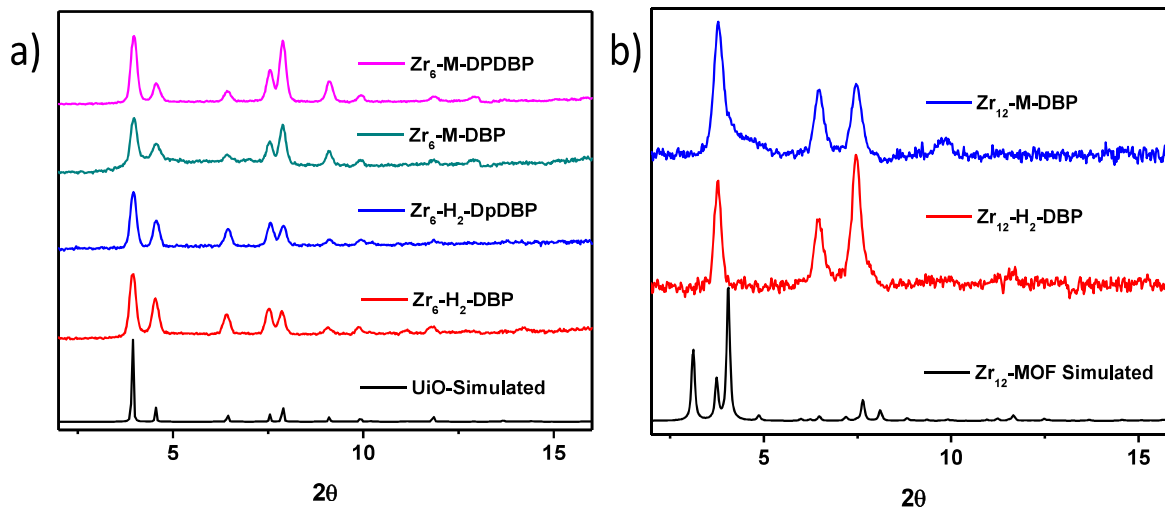 a)
Zr6-M-DPDBP
Zr6-M-DBP
Zr6-H2-DpDBP
Zr6-H2-DBP
UiO-Simulated
5
10
15
2θ
b)
Zr12-M-DBP
Zr12-H2-DBP
Zr12-MOF Simulated
5
10
15
2θ